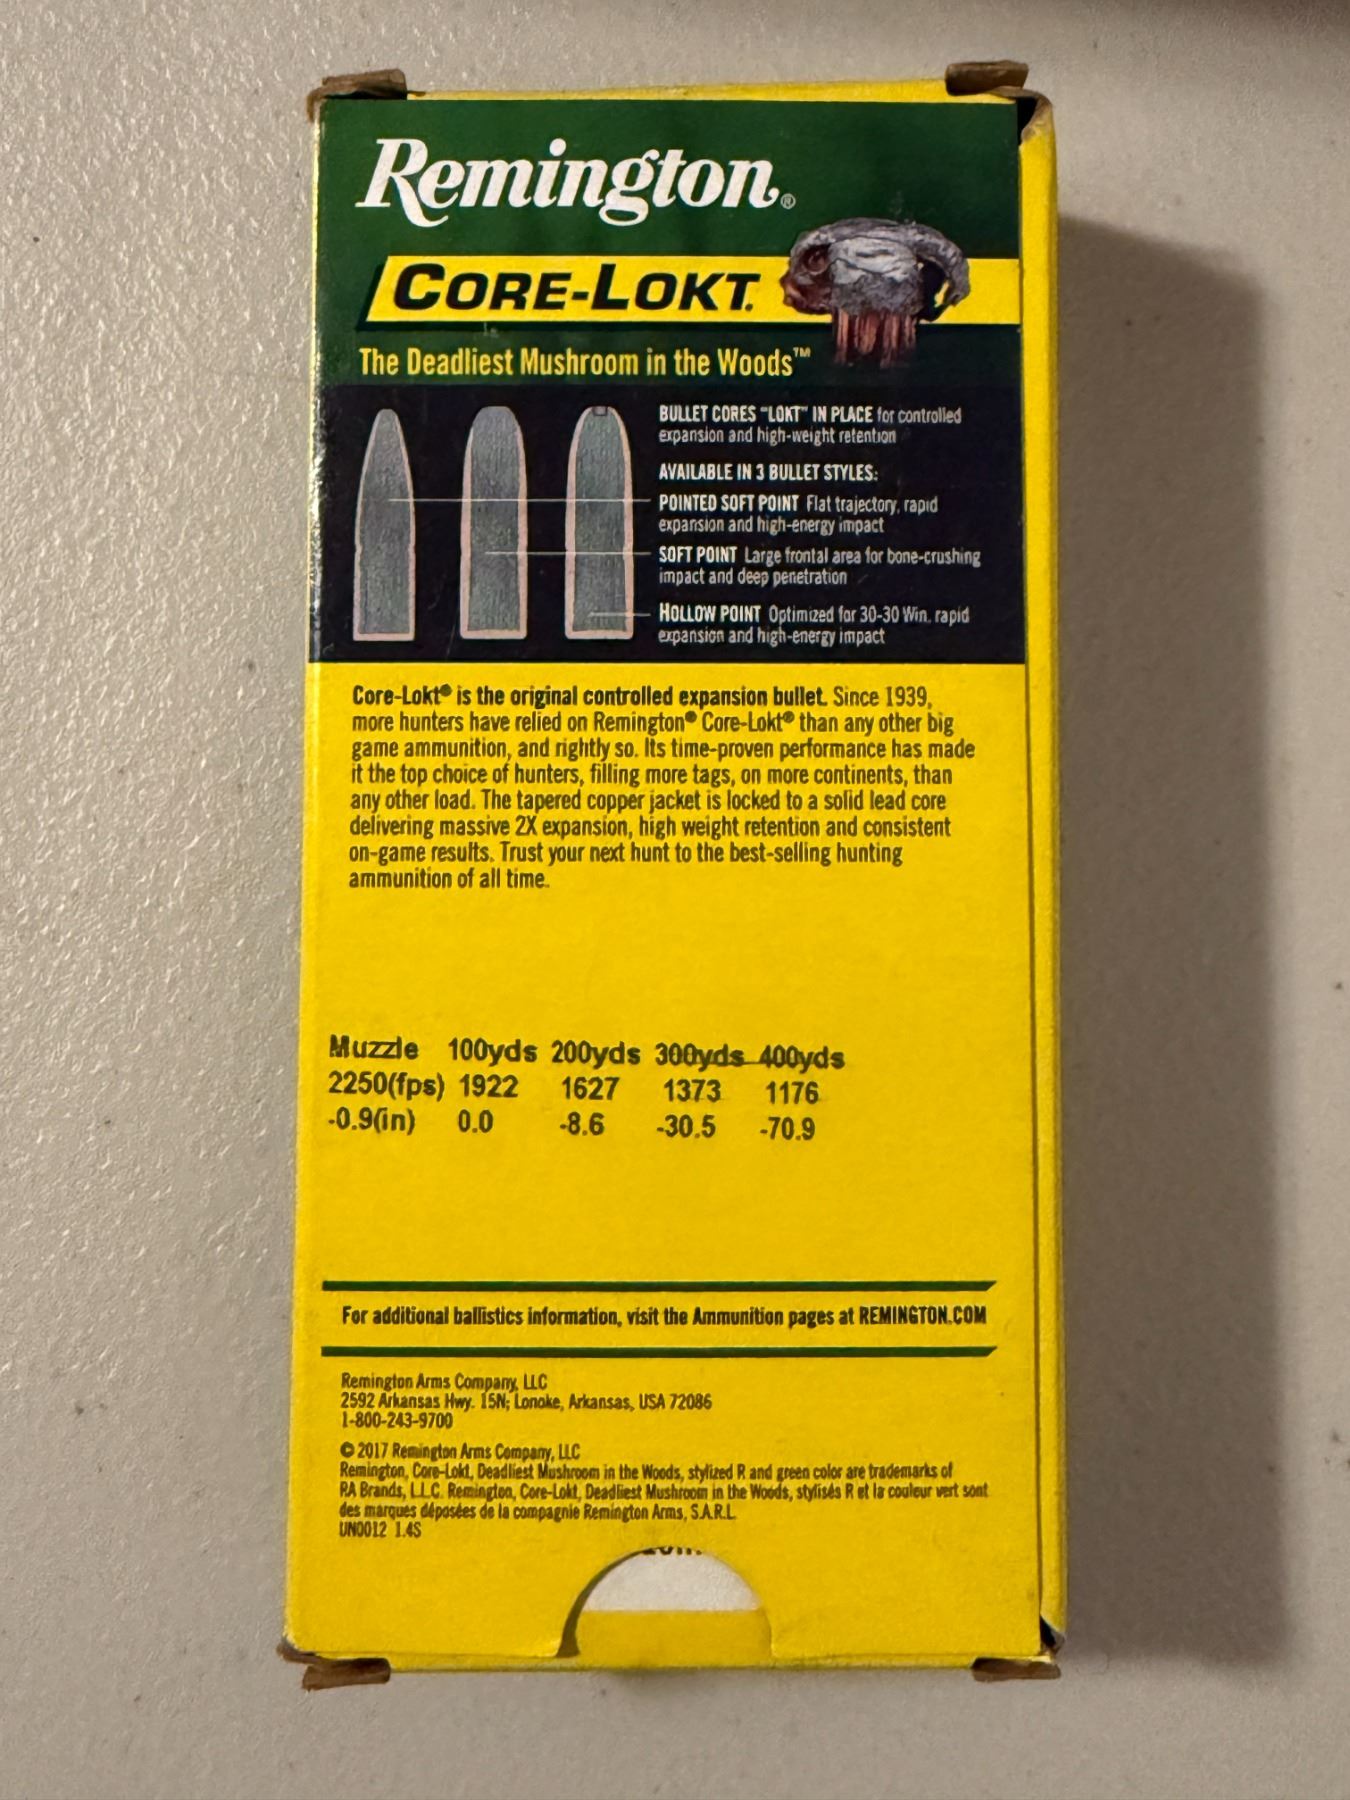 Remington®
CORE-LOKT®
The Deadliest Mushroom in the Woods™
BULLET CORES "LOKT" IN PLACE for controlled
expansion and high-weight retention
AVAILABLE IN 3 BULLET STYLES:
POINTED SOFT POINT Flat trajectory, rapid
expansion and high-energy impact
SOFT POINT Large frontal area for bone-crushing
impact and deep penetration
HOLLOW POINT Optimized for 30-30 Win. rapid
expansion and high-energy impact
Core-Lokt® is the original controlled expansion bullet. Since 1939,
more hunters have relied on Remington® Core-Lokt® than any other big
game ammunition, and rightly so. Its time-proven performance has made
it the top choice of hunters, filling more tags, on more continents, than
any other load. The tapered copper jacket is locked to a solid lead core
delivering massive 2X expansion, high weight retention and consistent
on-game results. Trust your next hunt to the best-selling hunting
ammunition of all time.
Muzzle 100yds 200yds 300yds 400yds
2250(fps) 1922 1627 1373 1176
-0.9(in) 0.0 -8.6 -30.5 -70.9
For additional ballistics information, visit the Ammunition pages at REMINGTON.COM
Remington Arms Company, LLC
2592 Arkansas Hwy. 15N; Lonoke, Arkansas, USA 72086
1-800-243-9700
© 2017 Remington Arms Company, LLC
Remington, Core-Lokt, Deadliest Mushroom in the Woods, stylized R and green color are trademarks of
RA Brands, L.L.C. Remington, Core-Lokt, Deadliest Mushroom in the Woods, stylisés R et la couleur vert sont
des marques déposées de la compagnie Remington Arms, S.A.R.L.
UN0012 1.4S